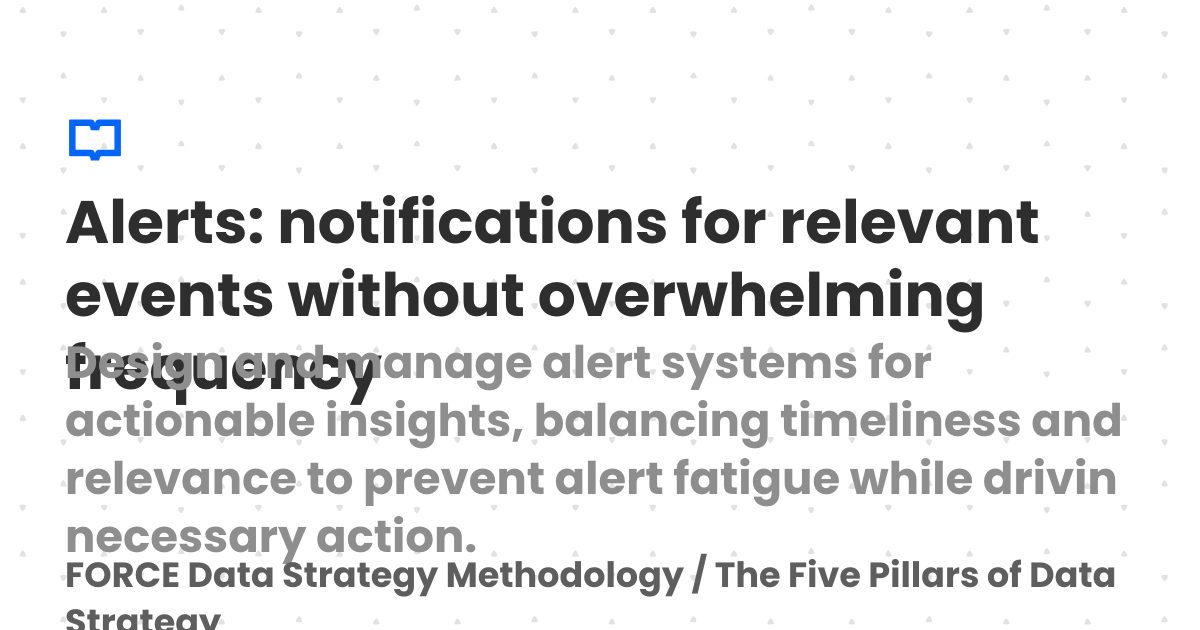 Alerts: notifications for relevant
events without overwhelming
frequency
Design and manage alert systems for
actionable insights, balancing timeliness and
relevance to prevent alert fatigue while drivin
necessary action.
FORCE Data Strategy Methodology / The Five Pillars of Data
Strategy